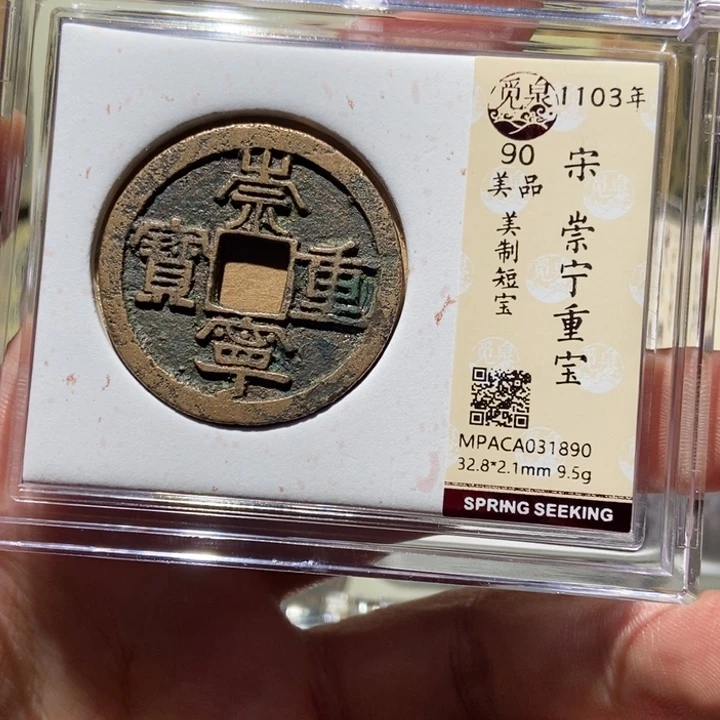 崇
寶 重
寧
觅泉 1103年
90
美品
美制短宝
宋 崇宁重宝
MPACA031890
32.8*2.1mm 9.5g
SPRING SEEKING